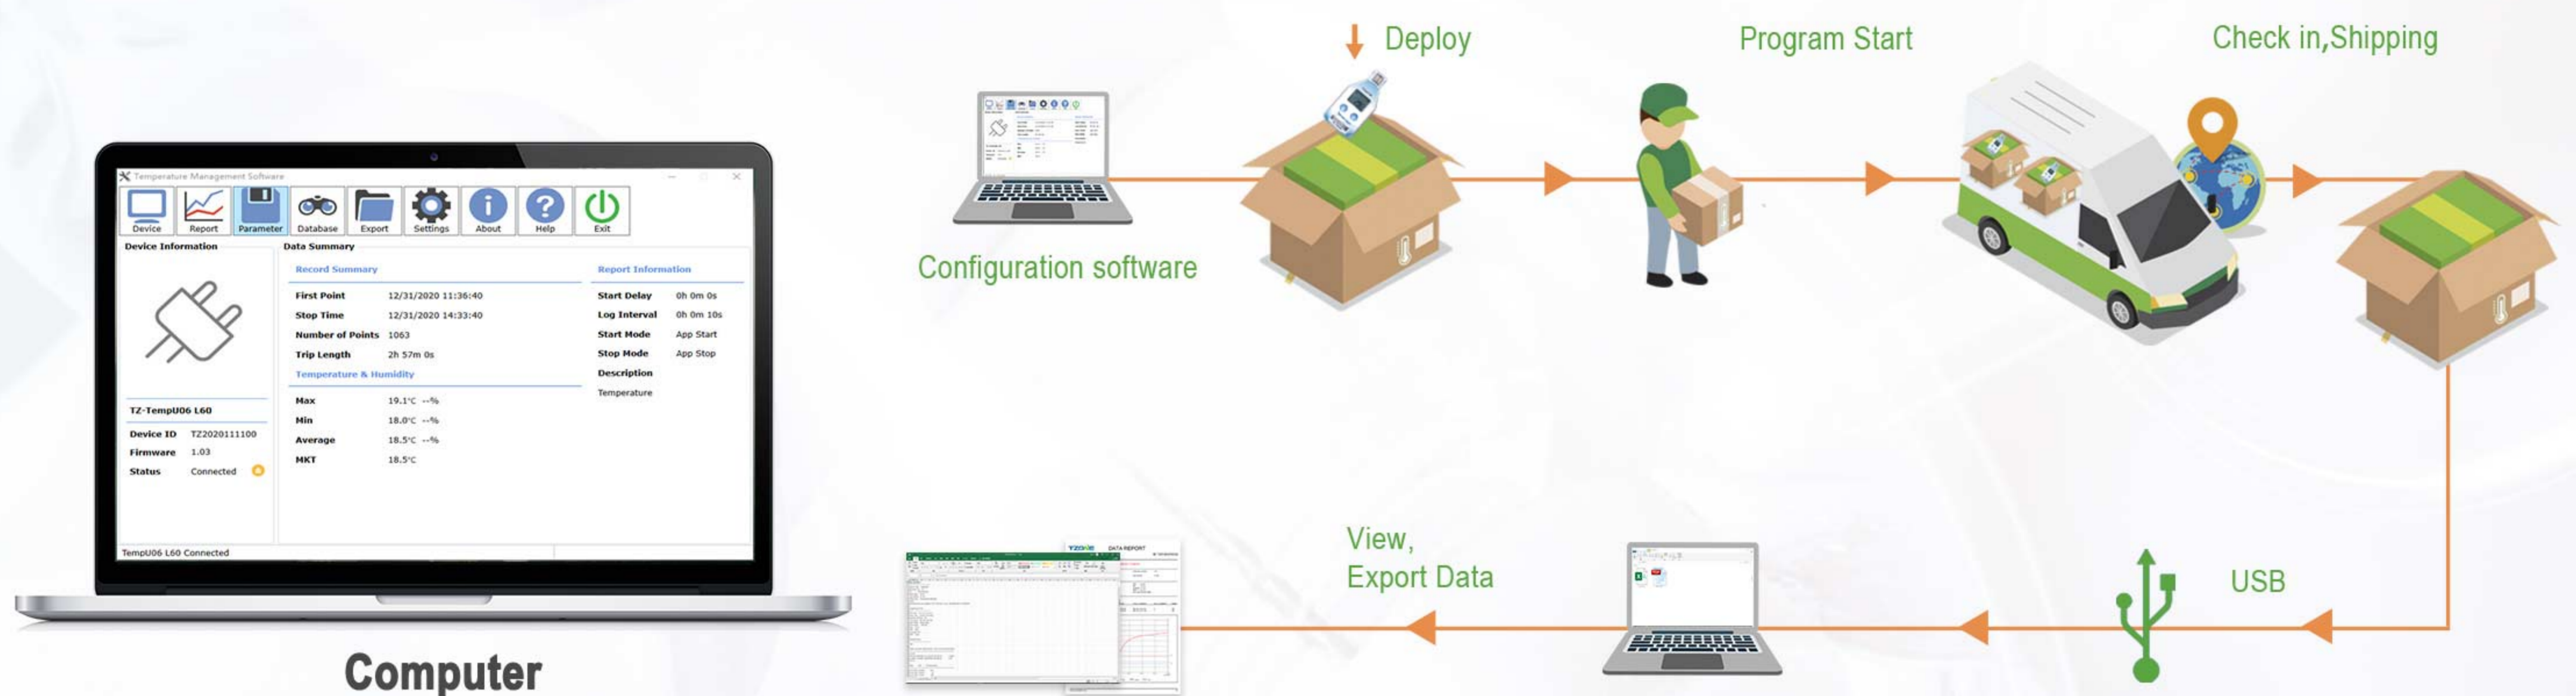 Temperature Management Software
Device Report Parameter Database Export Settings About Help Exit
Device Information
TZ-TempU06 L60
Device ID TZ2020111100
Firmware 1.03
Status Connected
Data Summary
Record Summary
First Point 12/31/2020 11:36:40
Stop Time 12/31/2020 14:33:40
Number of Points 1063
Trip Length 2h 57m 0s
Temperature & Humidity
Max 19.1°C --%
Min 18.0°C --%
Average 18.5°C --%
MKT 18.5°C
Report Information
Start Delay 0h 0m 0s
Log Interval 0h 0m 10s
Start Mode App Start
Stop Mode App Stop
Description
Temperature
TempU06 L60 Connected
Computer
Configuration software
Deploy
Program Start
Check in,Shipping
USB
View,
Export Data
DATA REPORT